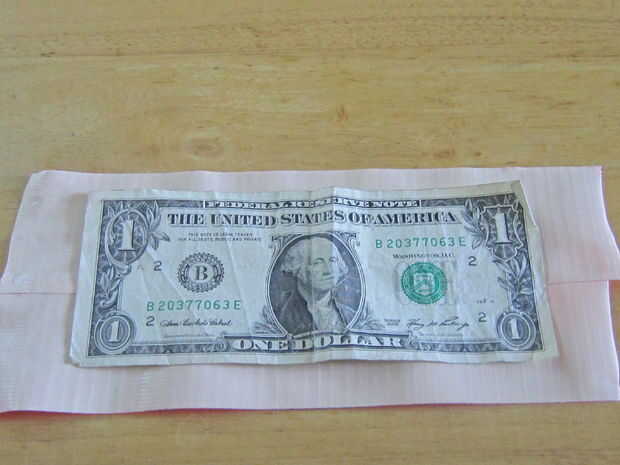 FEDERAL RESERVE NOTE
THE UNITED STATES OF AMERICA
THIS NOTE IS LEGAL TENDER
FOR ALL DEBTS, PUBLIC AND PRIVATE
1
1
B 20377063 E
WASHINGTON, D.C.
2
2
B
B 20377063 E
2
2
1
1
ONE DOLLAR